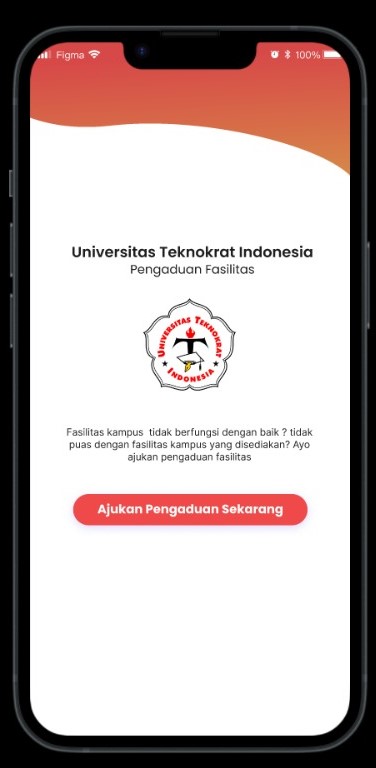 Figma 100%
Universitas Teknokrat Indonesia
Pengaduan Fasilitas
UNIVERSITAS TEKNOKRAT
INDONESIA
Fasilitas kampus tidak berfungsi dengan baik ? tidak
puas dengan fasilitas kampus yang disediakan? Ayo
ajukan pengaduan fasilitas
Ajukan Pengaduan Sekarang